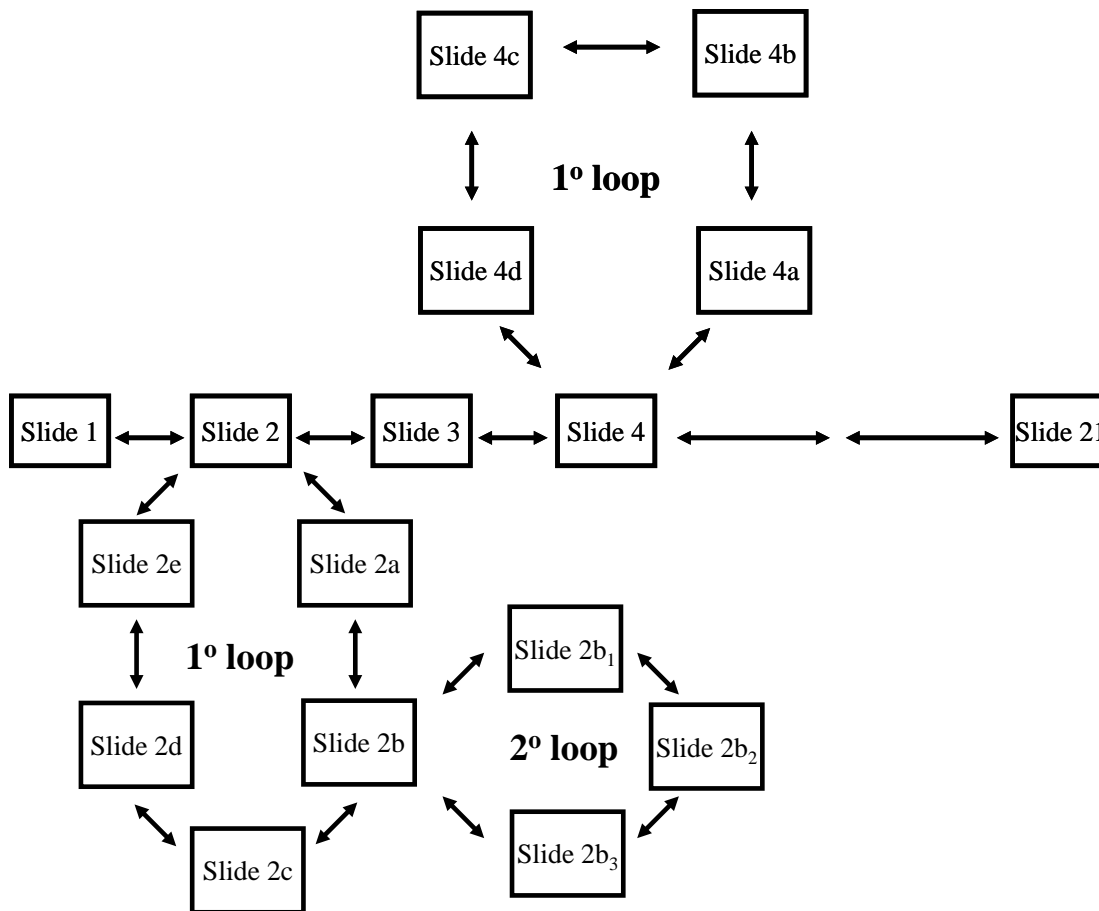 Slide 4c
Slide 4b
1º loop
Slide 4d
Slide 4a
Slide 1
Slide 2
Slide 3
Slide 4
Slide 21
Slide 2e
Slide 2a
1º loop
Slide 2b₁
Slide 2d
Slide 2b
2º loop
Slide 2b₂
Slide 2c
Slide 2b₃